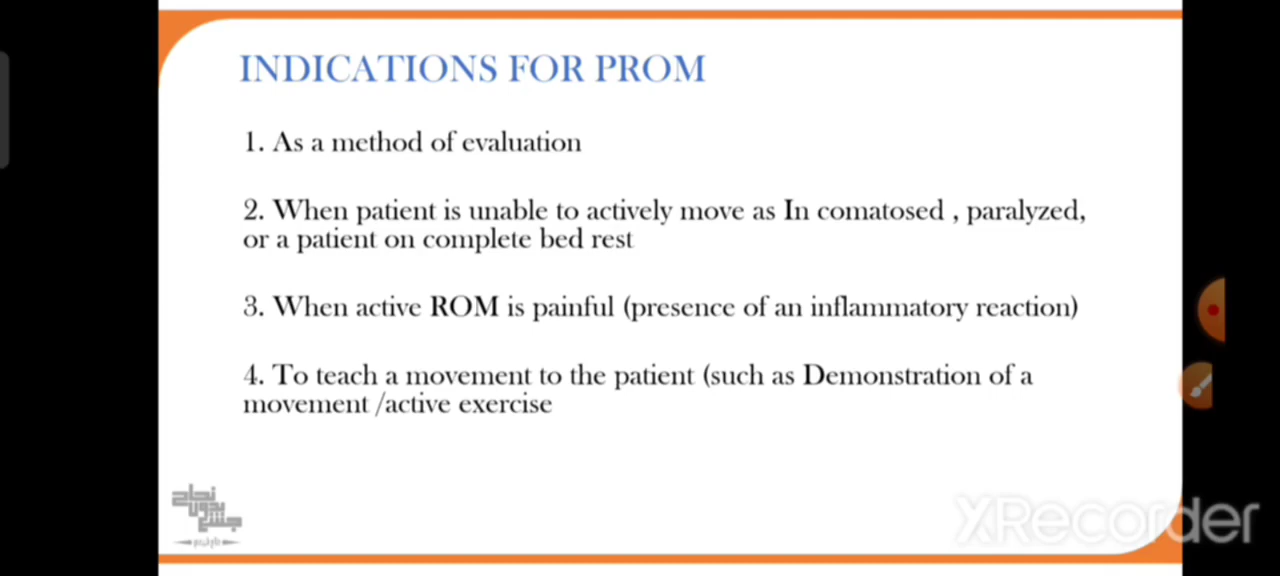 INDICATIONS FOR PROM
1. As a method of evaluation
2. When patient is unable to actively move as In comatosed , paralyzed,
or a patient on complete bed rest
3. When active ROM is painful (presence of an inflammatory reaction)
4. To teach a movement to the patient (such as Demonstration of a
movement /active exercise
نجاح
بدون
XRecorder